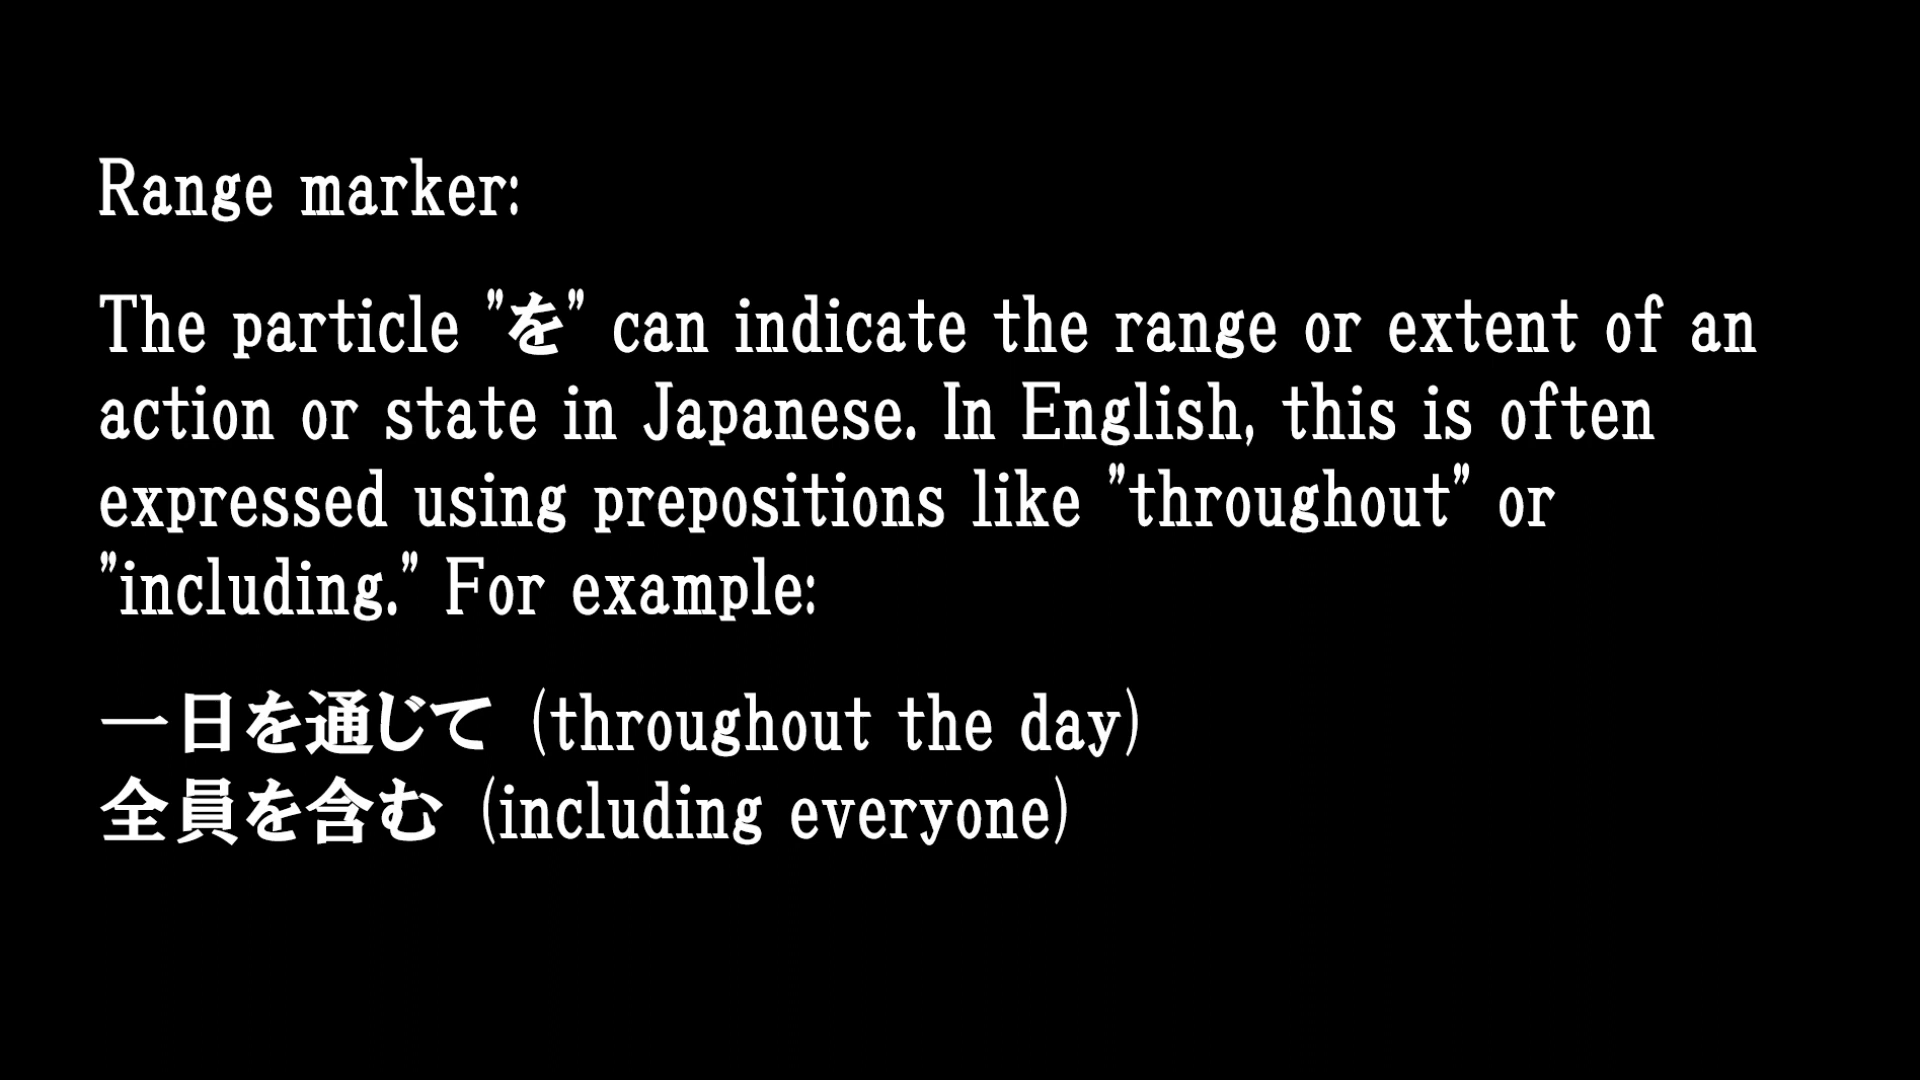 Range marker:
The particle "を" can indicate the range or extent of an
action or state in Japanese. In English, this is often
expressed using prepositions like "throughout" or
"including." For example:
一日を通じて (throughout the day)
全員を含む (including everyone)